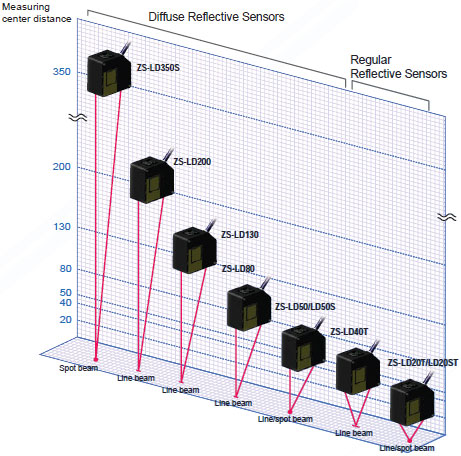 Measuring
center distance
Diffuse Reflective Sensors
Regular
Reflective Sensors
350
ZS-LD350S
200
ZS-LD200
130
ZS-LD130
80
ZS-LD80
50
ZS-LD50/LD50S
40
ZS-LD40T
20
ZS-LD20T/LD20ST
Spot beam
Line beam
Line beam
Line beam
Line/spot beam
Line beam
Line/spot beam